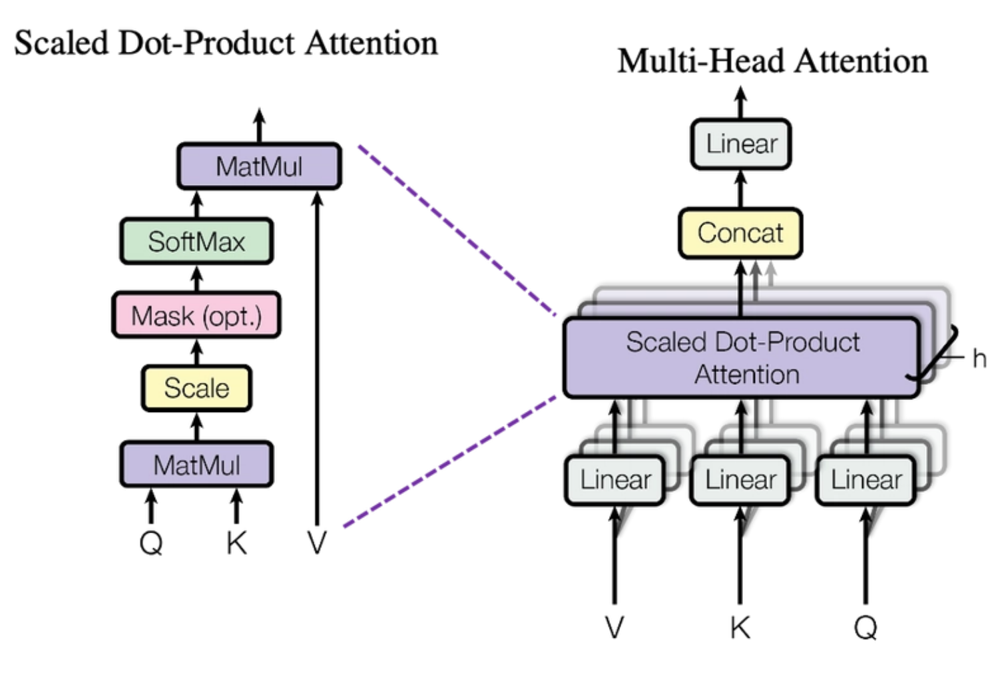 Scaled Dot-Product Attention
MatMul
SoftMax
Mask (opt.)
Scale
MatMul
Q K V
Multi-Head Attention
Linear
Concat
Scaled Dot-Product
Attention
h
Linear Linear Linear
V K Q